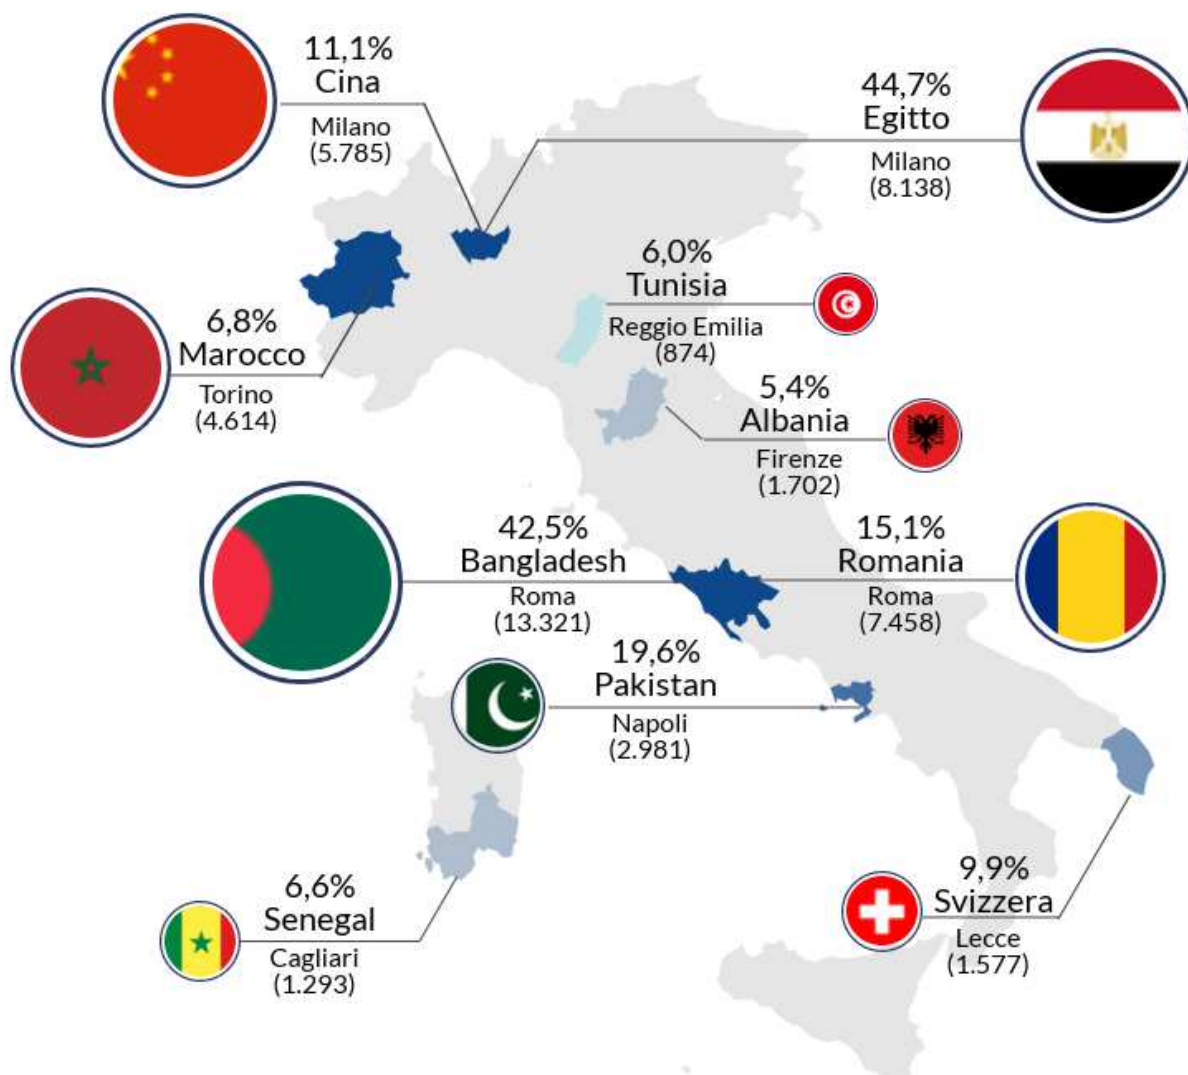 11,1%
Cina
Milano
(5.785)
44,7%
Egitto
Milano
(8.138)
6,0%
Tunisia
Reggio Emilia
(874)
6,8%
Marocco
Torino
(4.614)
5,4%
Albania
Firenze
(1.702)
42,5%
Bangladesh
Roma
(13.321)
15,1%
Romania
Roma
(7.458)
19,6%
Pakistan
Napoli
(2.981)
9,9%
Svizzera
Lecce
(1.577)
6,6%
Senegal
Cagliari
(1.293)